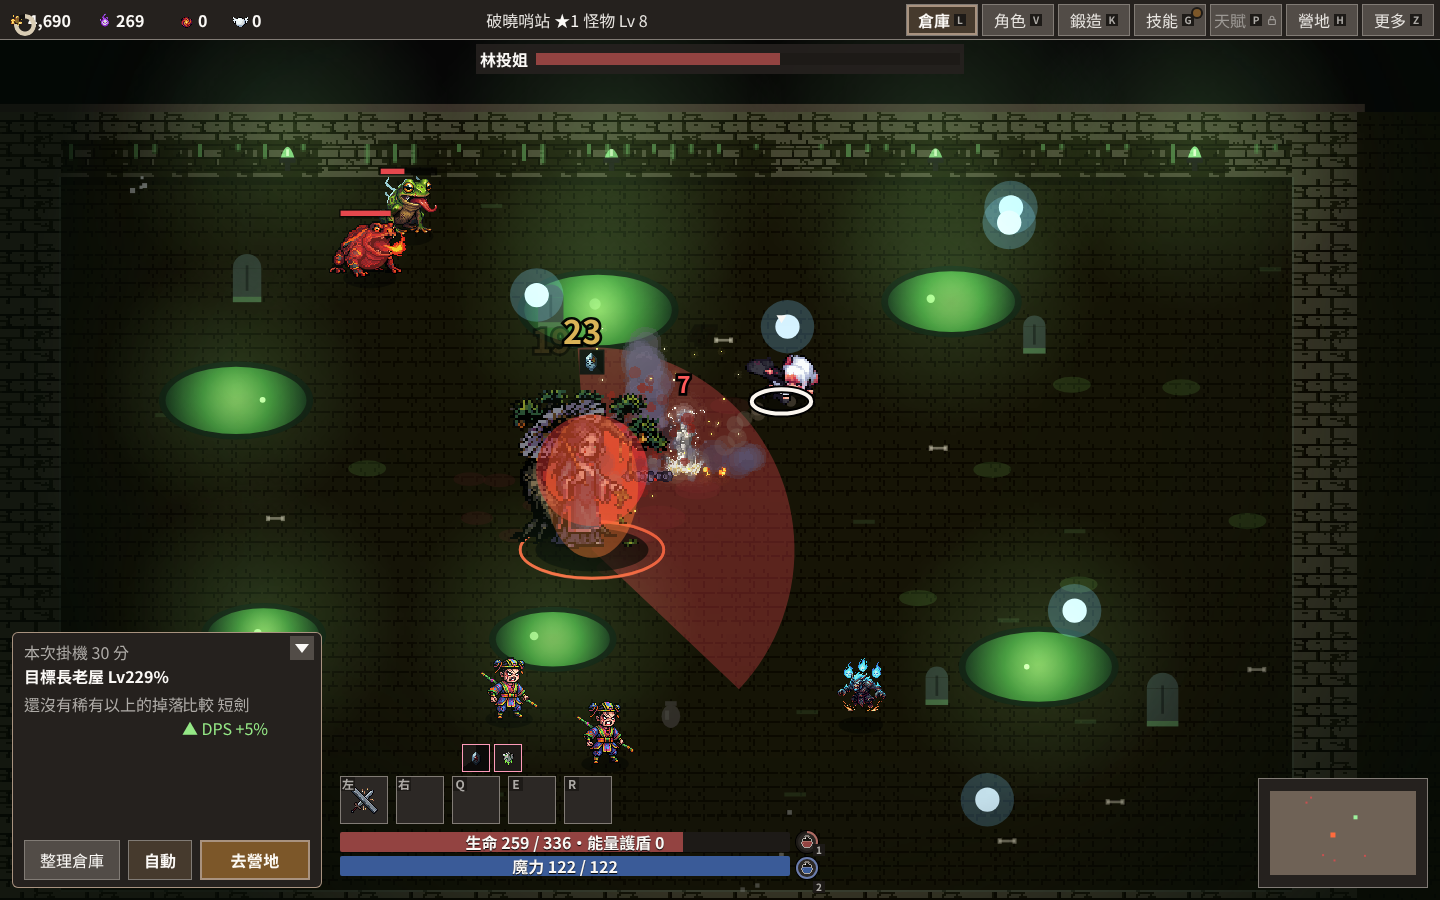 ,690 269 0 0
破曉哨站 ★1 怪物 Lv 8
倉庫 L
角色 V
鍛造 K
技能 G
天賦 P
營地 H
更多 Z
林投姐
23
7
本次掛機 30 分
目標長老屋 Lv229%
還沒有稀有以上的掉落比較 短劍
▲ DPS +5%
整理倉庫
自動
去營地
左
右
Q
E
R
生命 259 / 336・能量護盾 0
1
魔力 122 / 122
2